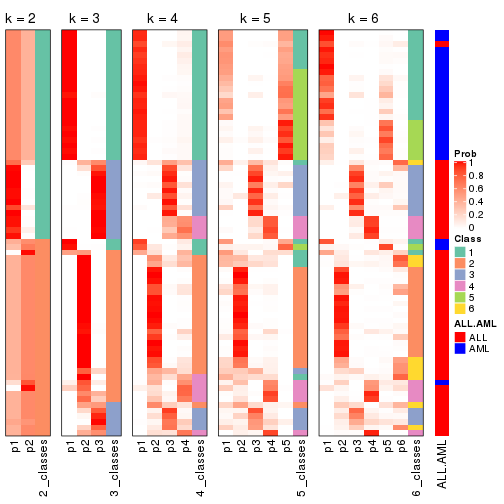 k = 2
k = 3
k = 4
k = 5
k = 6
p1
p2
2_classes
p1
p2
p3
3_classes
p1
p2
p3
p4
4_classes
p1
p2
p3
p4
p5
5_classes
p1
p2
p3
p4
p5
p6
6_classes
ALL.AML
Prob
1
0.8
0.6
0.4
0.2
0
Class
1
2
3
4
5
6
ALL.AML
ALL
AML